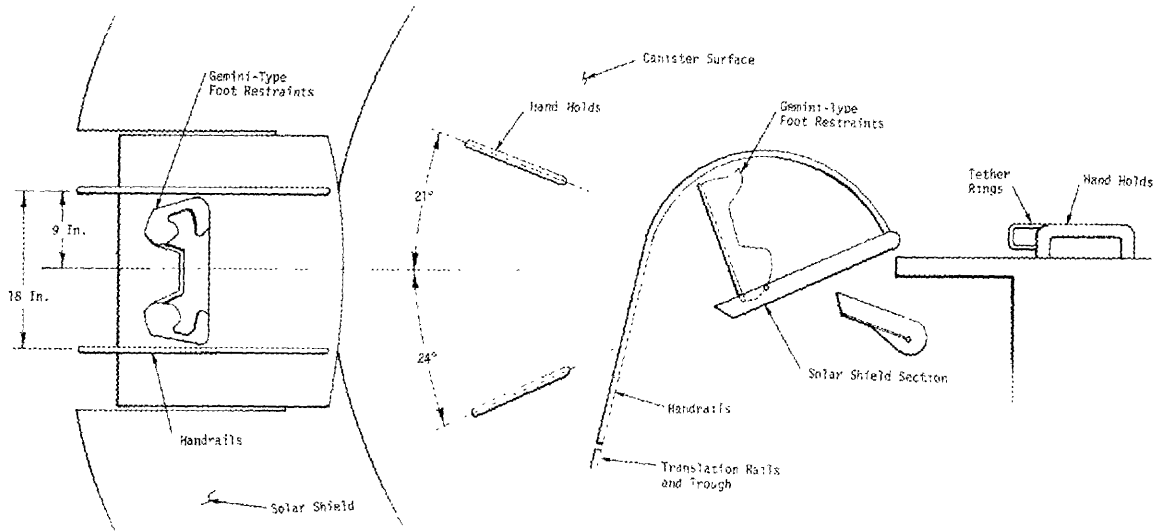 Gemini-Type
Foot Restraints
Canister Surface
Hand Holds
Gemini-Type
Foot Restraints
Tether
Rings
Hand Holds
21°
9 In.
18 In.
24°
Solar Shield Section
Handrails
Handrails
Translation Rails
and Trough
Solar Shield